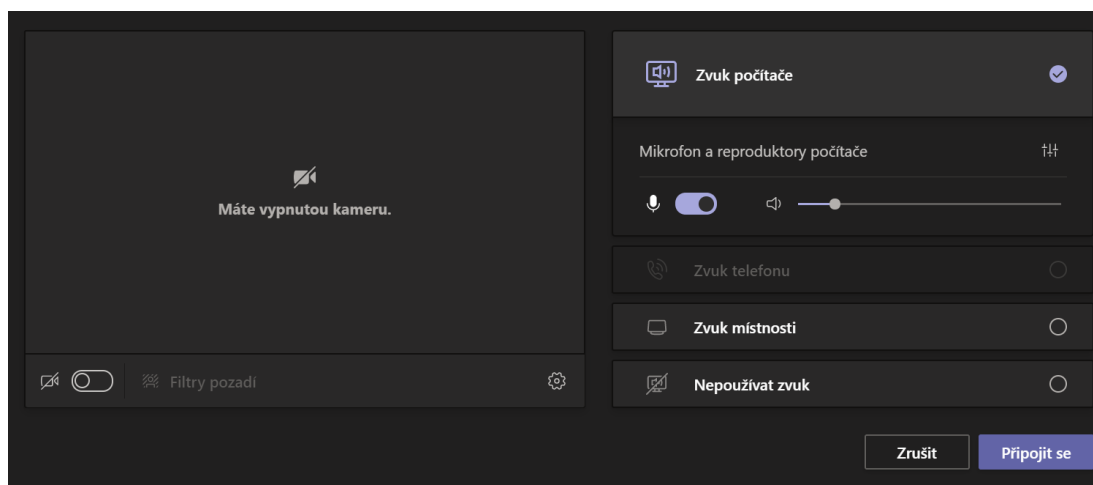 Máte vypnutou kameru.
Filtry pozadí
Zvuk počítače
Mikrofon a reproduktory počítače
Zvuk telefonu
Zvuk místnosti
Nepoužívat zvuk
Zrušit
Připojit se